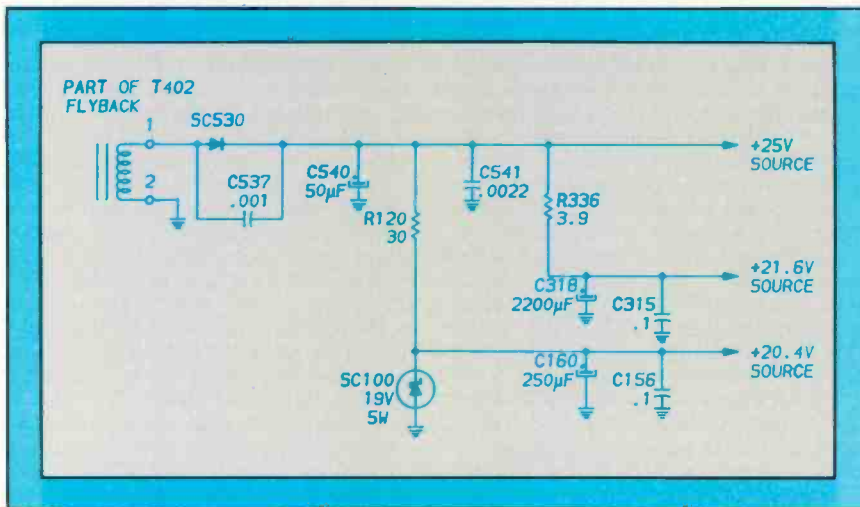 PART OF T402
FLYBACK
1
2
SC530
C537
.001
C540
50µF
R120
30
C541
.0022
R336
3.9
+25V
SOURCE
C318
2200µF
C315
.1
+21.6V
SOURCE
SC100
19V
5W
C160
250µF
C156
.1
+20.4V
SOURCE